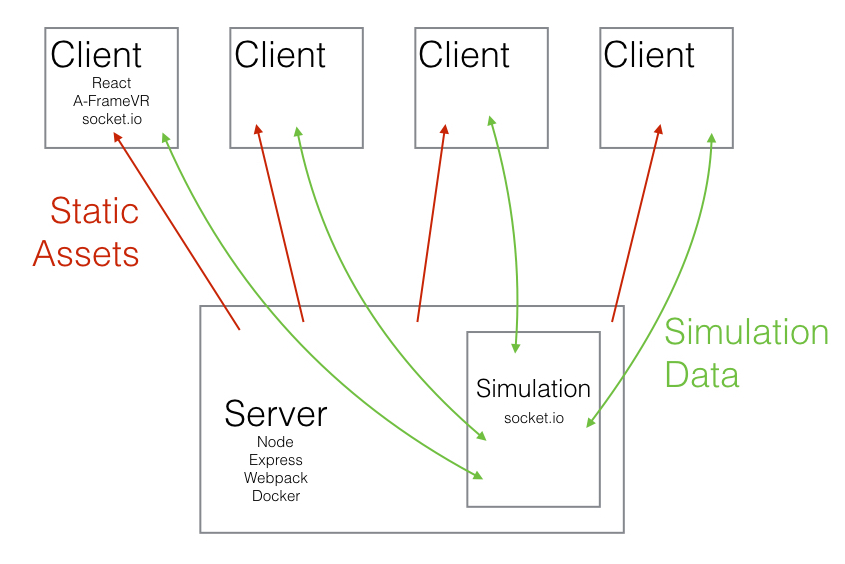 Client
React
A-FrameVR
socket.io
Client
Client
Client
Static
Assets
Simulation
Data
Server
Node
Express
Webpack
Docker
Simulation
socket.io